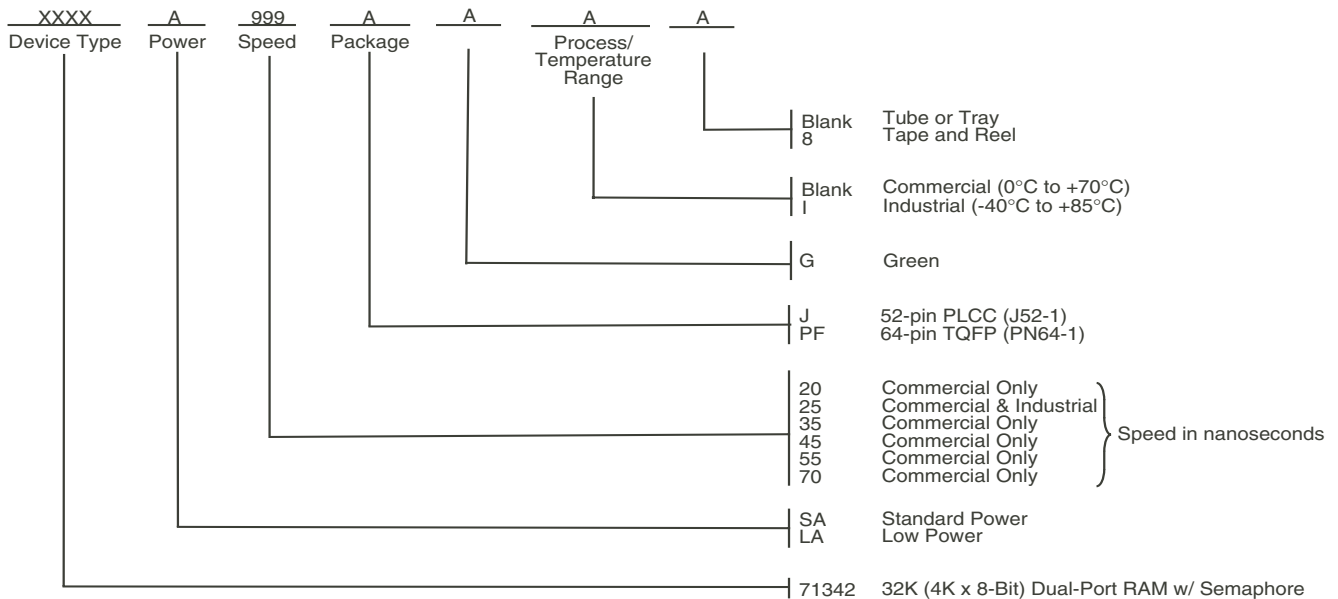 XXXX A 999 A A A A
Device Type Power Speed Package Process/
Temperature
Range
Blank Tube or Tray
8 Tape and Reel
Blank Commercial (0°C to +70°C)
I Industrial (-40°C to +85°C)
G Green
J 52-pin PLCC (J52-1)
PF 64-pin TQFP (PN64-1)
20 Commercial Only
25 Commercial & Industrial
35 Commercial Only
45 Commercial Only
55 Commercial Only
70 Commercial Only
Speed in nanoseconds
SA Standard Power
LA Low Power
71342 32K (4K x 8-Bit) Dual-Port RAM w/ Semaphore